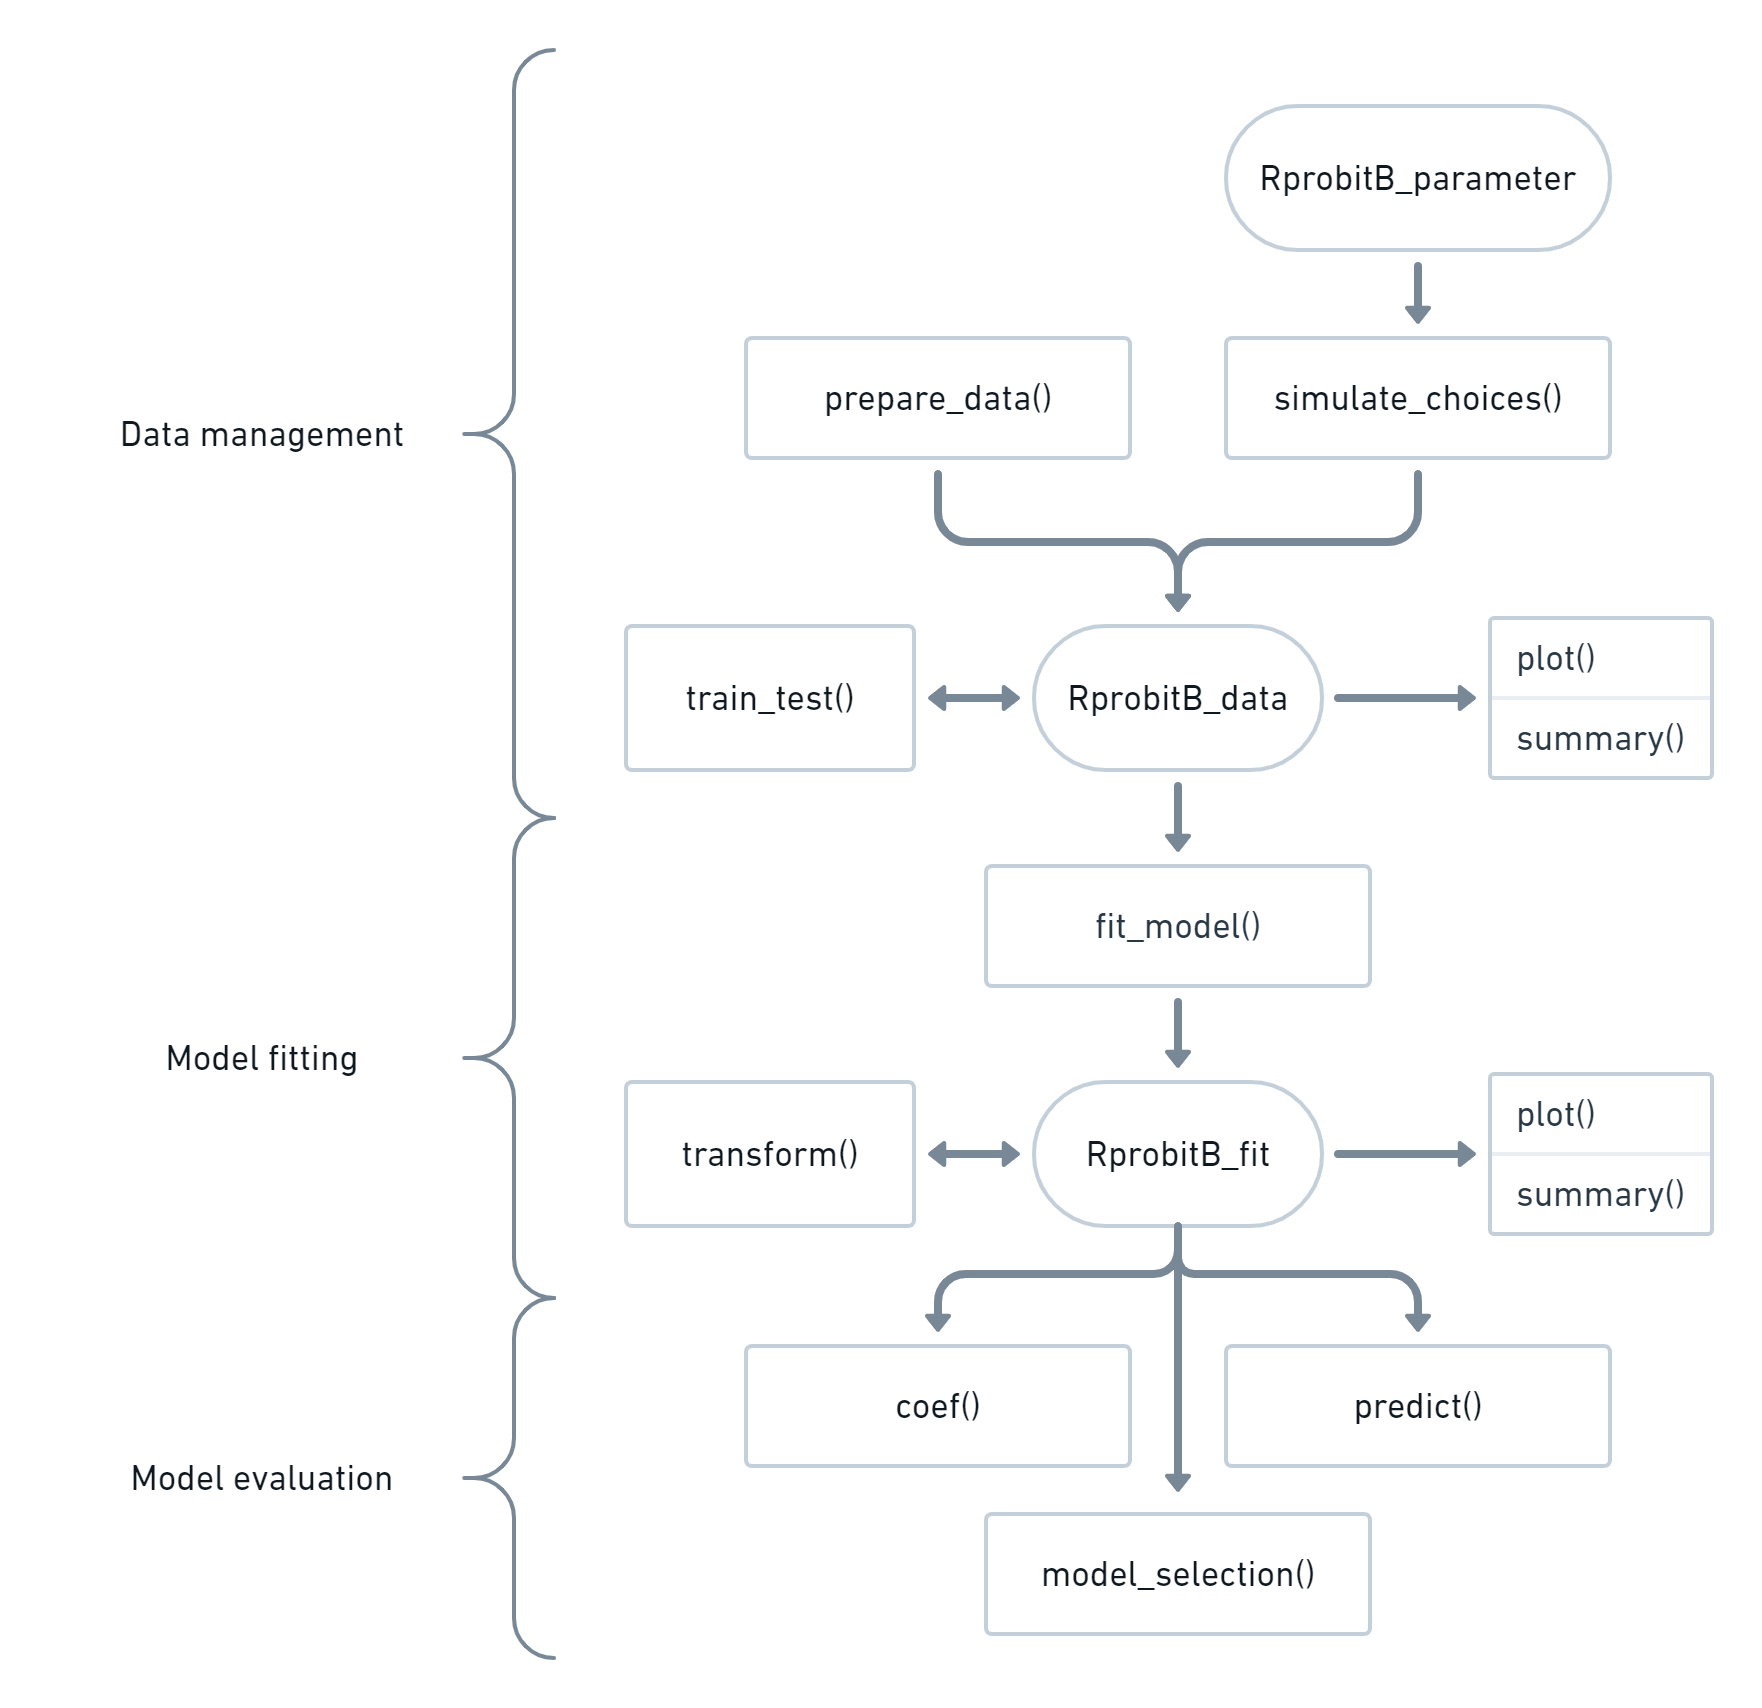 RprobitB_parameter
prepare_data()
simulate_choices()
Data management
train_test()
RprobitB_data
plot()
summary()
fit_model()
Model fitting
transform()
RprobitB_fit
plot()
summary()
coef()
predict()
Model evaluation
model_selection()